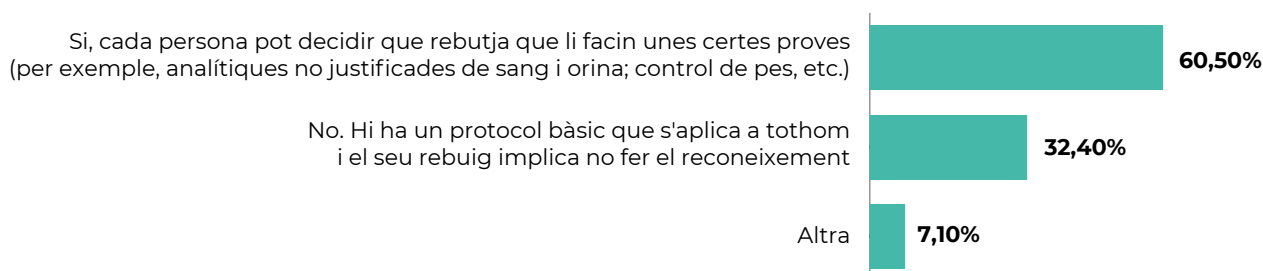 Si, cada persona pot decidir que rebutja que li facin unes certes proves
(per exemple, analítiques no justificades de sang i orina; control de pes, etc.)
60,50%
No. Hi ha un protocol bàsic que s'aplica a tothom
i el seu rebuig implica no fer el reconeixement
32,40%
Altra
7,10%